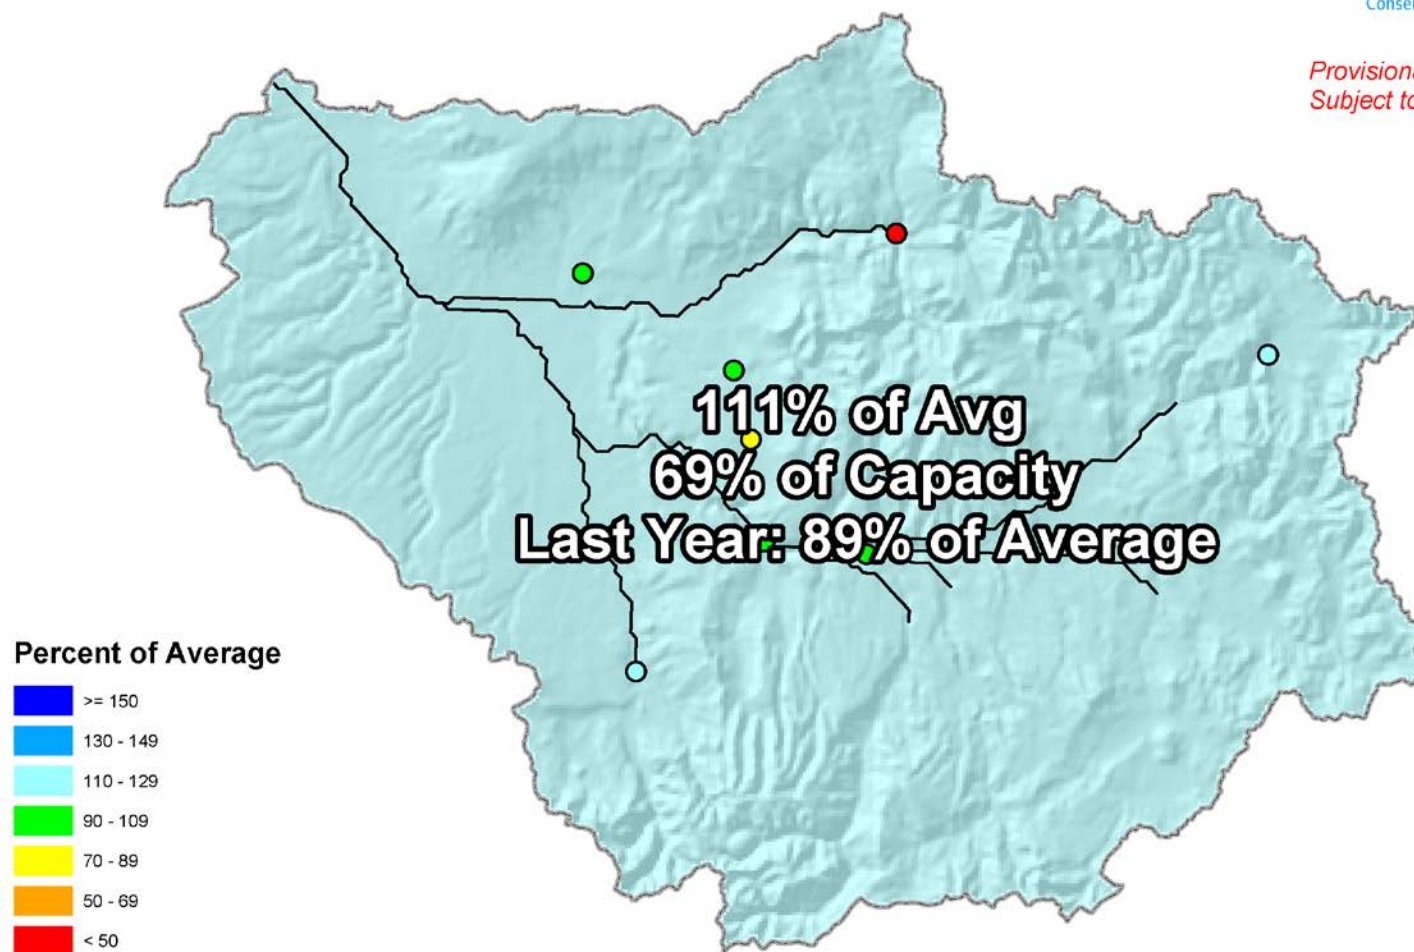 Provisional
Subject to
111% of Avg
69% of Capacity
Last Year: 89% of Average
Percent of Average
>= 150
130 - 149
110 - 129
90 - 109
70 - 89
50 - 69
< 50